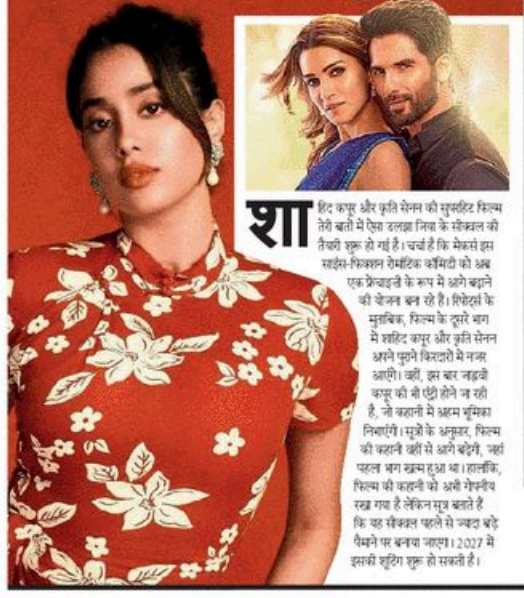 शाहिद कपूर और कृति सेनन की सुपरहिट फिल्म
तेरी बातों में ऐसा उलझा जिया के सीक्वल की
तैयारी शुरू हो गई है। चर्चा है कि मेकर्स इस
साइंस-फिक्शन रोमांटिक कॉमेडी को अब
एक फ्रेंचाइजी के रूप में आगे बढ़ाने
की योजना बना रहे हैं। रिपोर्ट्स के
मुताबिक, फिल्म के दूसरे भाग
में शाहिद कपूर और कृति सेनन
अपने पुराने किरदारों में नजर
आएंगे। वहीं, इस बार जाह्नवी
कपूर की भी एंट्री होने जा रही
है, जो कहानी में अहम भूमिका
निभाएंगी। सूत्रों के अनुसार, फिल्म
की कहानी वहीं से आगे बढ़ेगी, जहां
पहला भाग खत्म हुआ था। हालांकि,
फिल्म की कहानी को अभी गोपनीय
रखा गया है लेकिन सूत्र बताते हैं
कि यह सीक्वल पहले से ज्यादा बड़े
पैमाने पर बनाया जाएगा। 2027 में
इसकी शूटिंग शुरू हो सकती है।